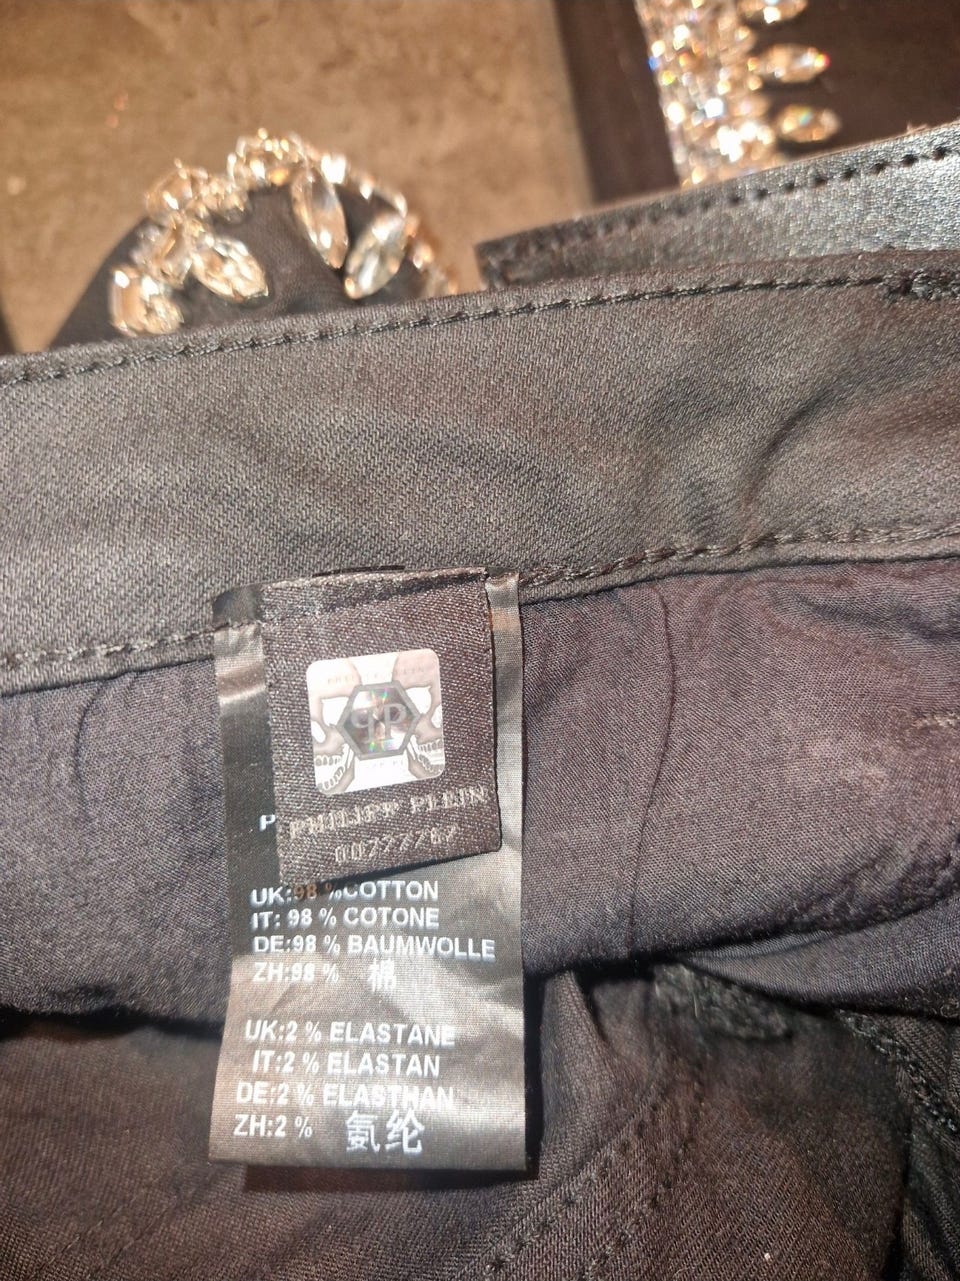 PP
PHILIPP PLEIN
P
UK:98 %COTTON
IT: 98 % COTONE
DE:98 % BAUMWOLLE
ZH:98 % 棉
UK:2 % ELASTANE
IT:2 % ELASTAN
DE:2 % ELASTHAN
ZH:2 % 氨纶